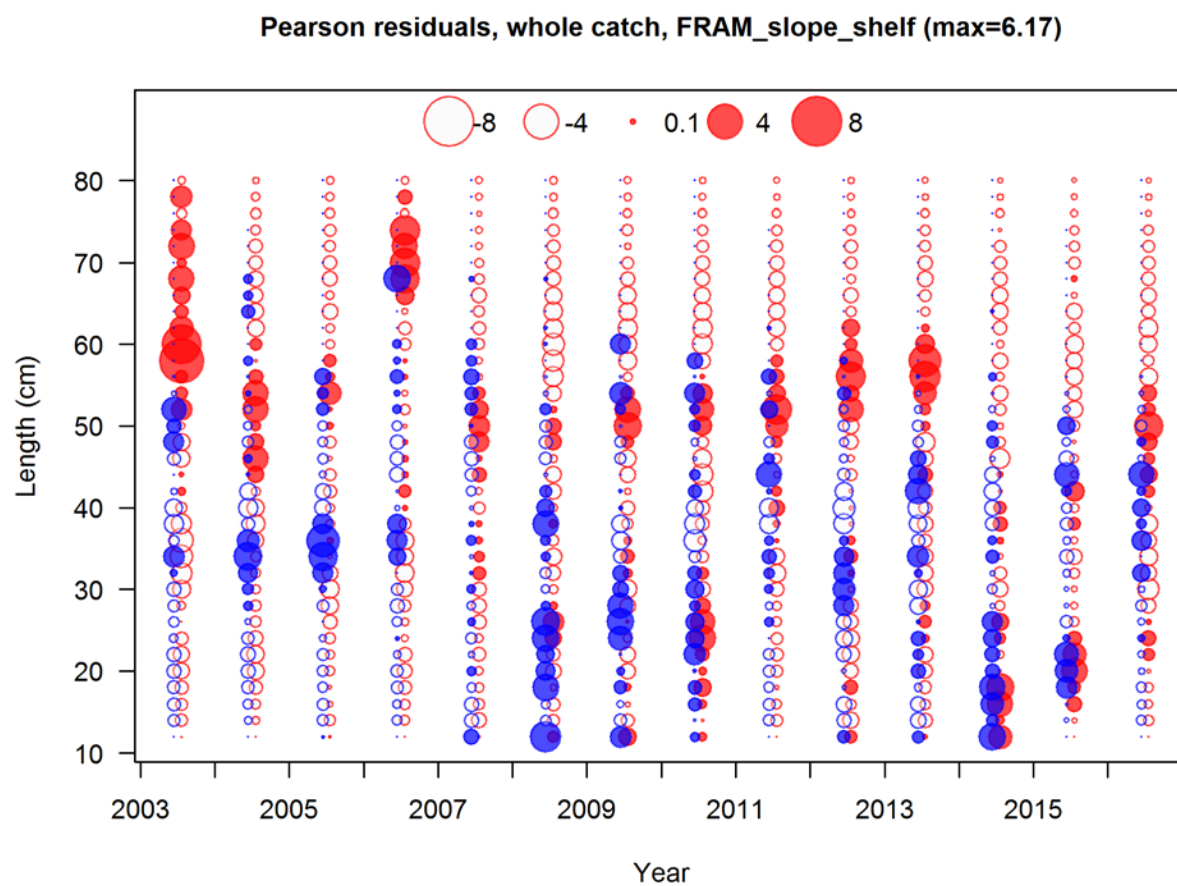 Pearson residuals, whole catch, FRAM_slope_shelf (max=6.17)
-8 -4 0.1 4 8
80
70
60
50
40
30
20
10
Length (cm)
2003 2005 2007 2009 2011 2013 2015
Year